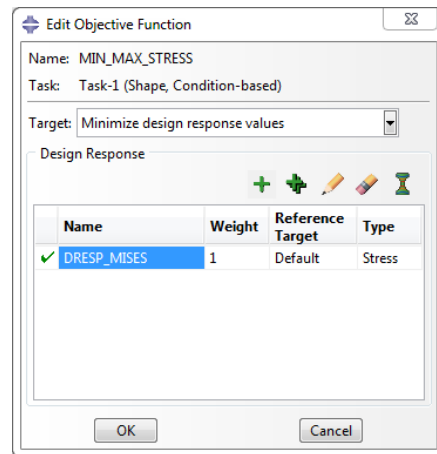 Edit Objective Function
Name: MIN_MAX_STRESS
Task: Task-1 (Shape, Condition-based)
Target: Minimize design response values
Design Response
Name Weight Reference Target Type
DRESP_MISES 1 Default Stress
OK Cancel